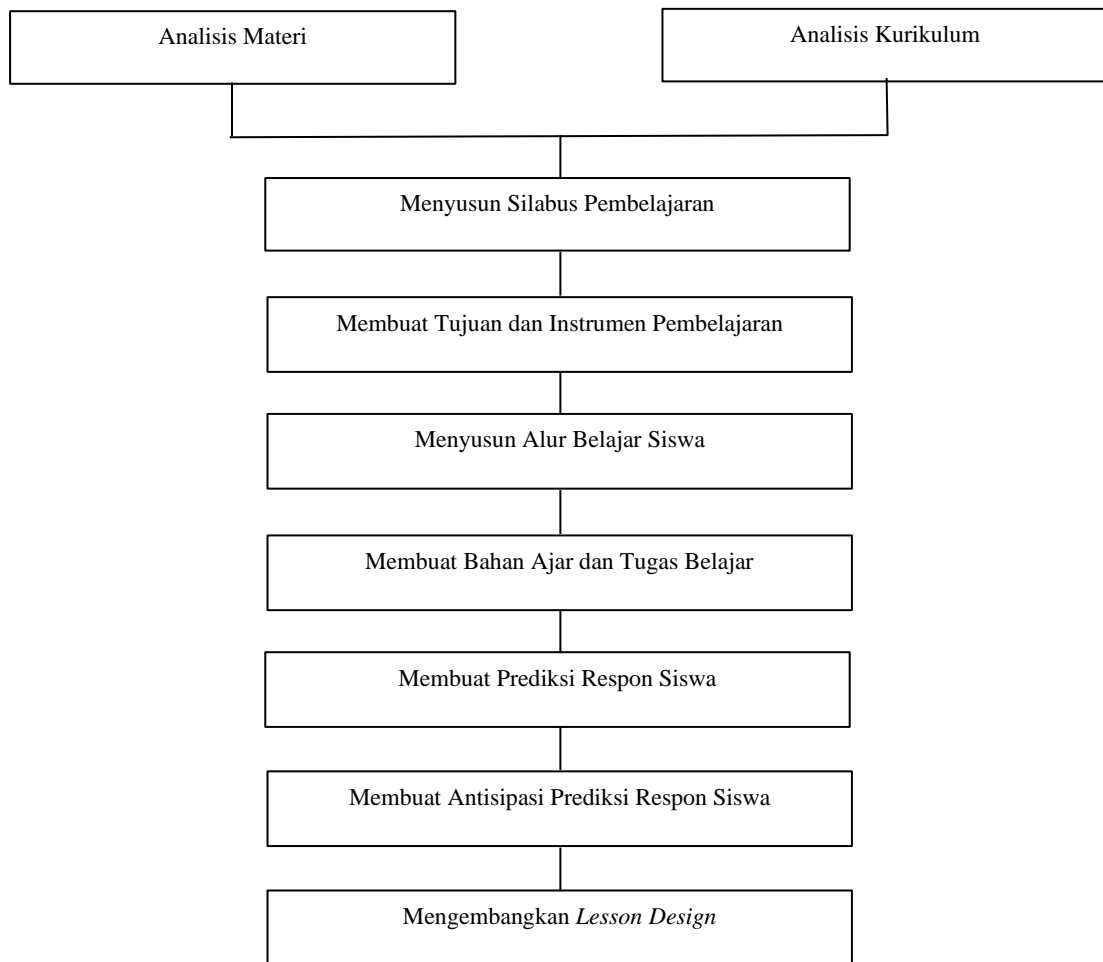 Analisis Materi
Analisis Kurikulum
Menyusun Silabus Pembelajaran
Membuat Tujuan dan Instrumen Pembelajaran
Menyusun Alur Belajar Siswa
Membuat Bahan Ajar dan Tugas Belajar
Membuat Prediksi Respon Siswa
Membuat Antisipasi Prediksi Respon Siswa
Mengembangkan Lesson Design